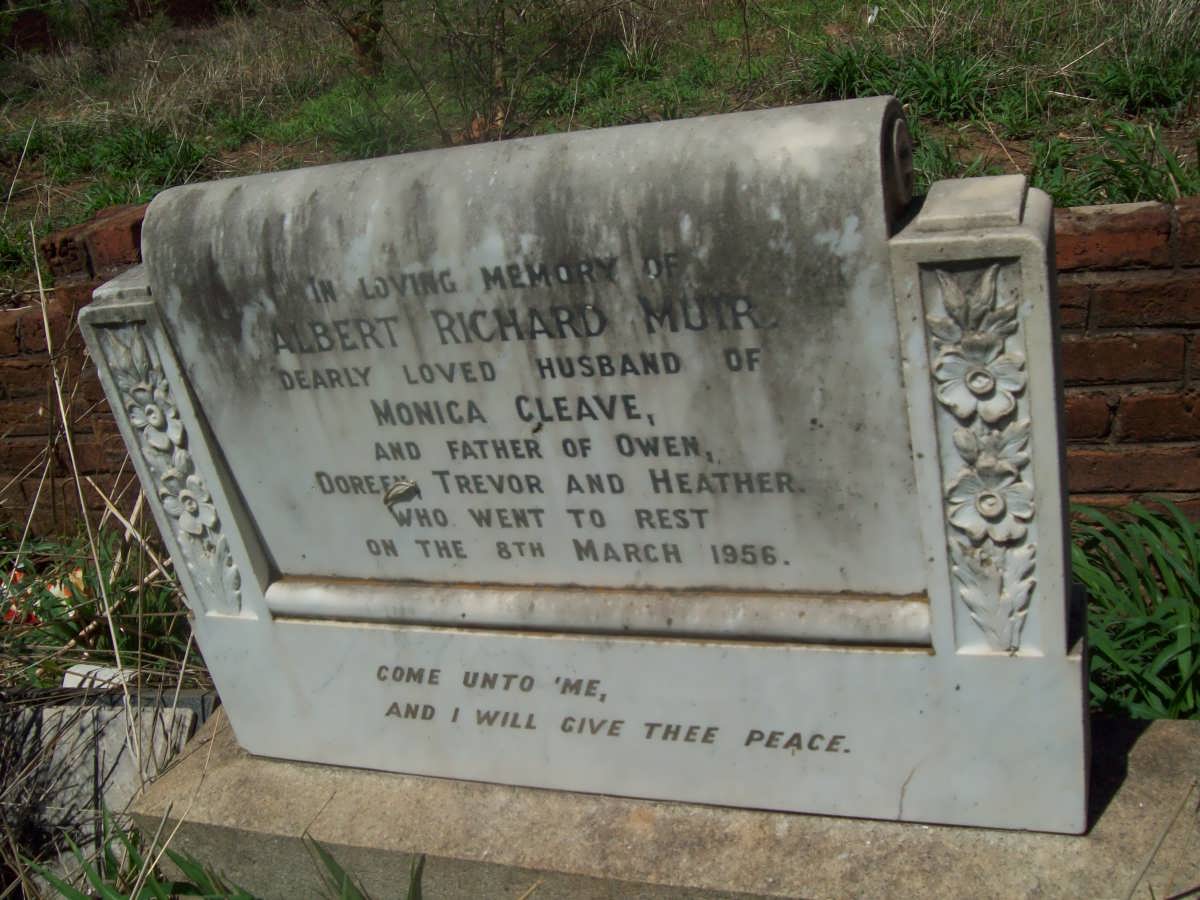 IN LOVING MEMORY OF
ALBERT RICHARD MUIR.
DEARLY LOVED HUSBAND OF
MONICA CLEAVE,
AND FATHER OF OWEN,
DOREEN, TREVOR AND HEATHER.
WHO WENT TO REST
ON THE 8TH MARCH 1956.
COME UNTO 'ME,
AND I WILL GIVE THEE PEACE.